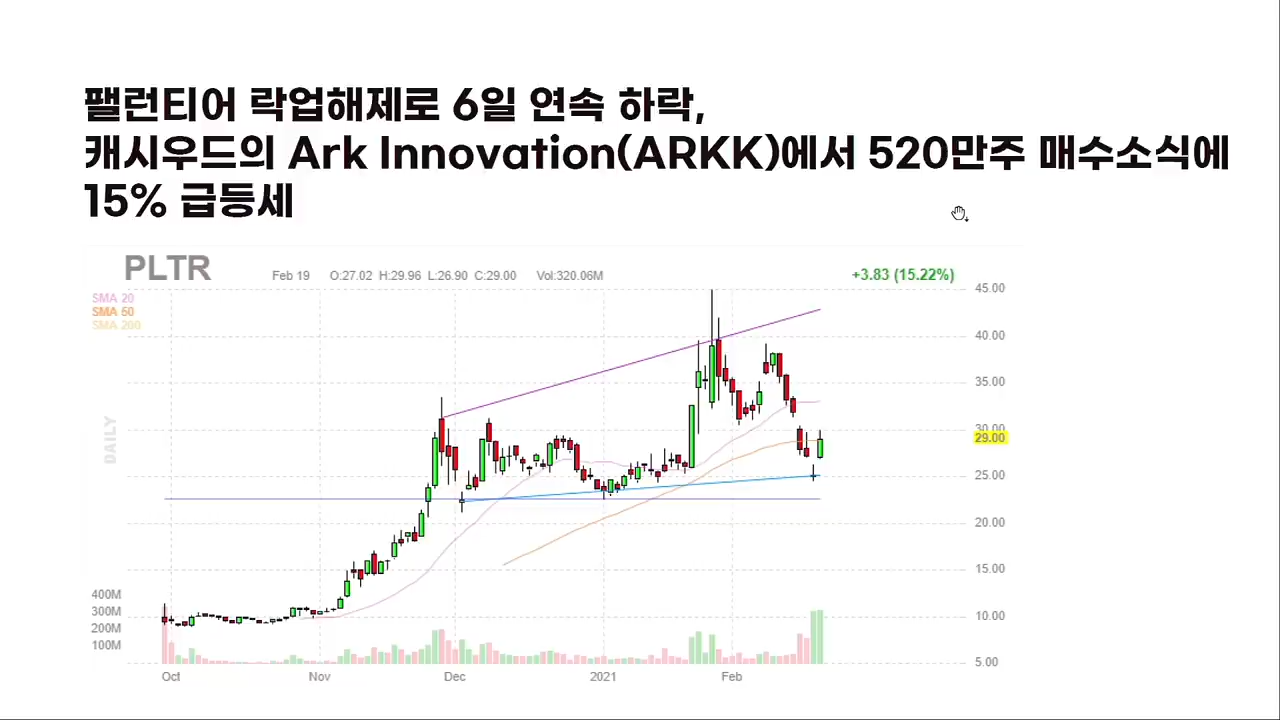 팰런티어 락업해제로 6일 연속 하락,
캐시우드의 Ark Innovation(ARKK)에서 520만주 매수소식에
15% 급등세
PLTR
Feb 19 O:27.02 H:29.96 L:26.90 C:29.00 Vol:320.06M
+3.83 (15.22%)
SMA 20
SMA 50
SMA 200
DAILY
45.00
40.00
35.00
30.00
29.00
25.00
20.00
15.00
10.00
5.00
400M
300M
200M
100M
Oct Nov Dec 2021 Feb